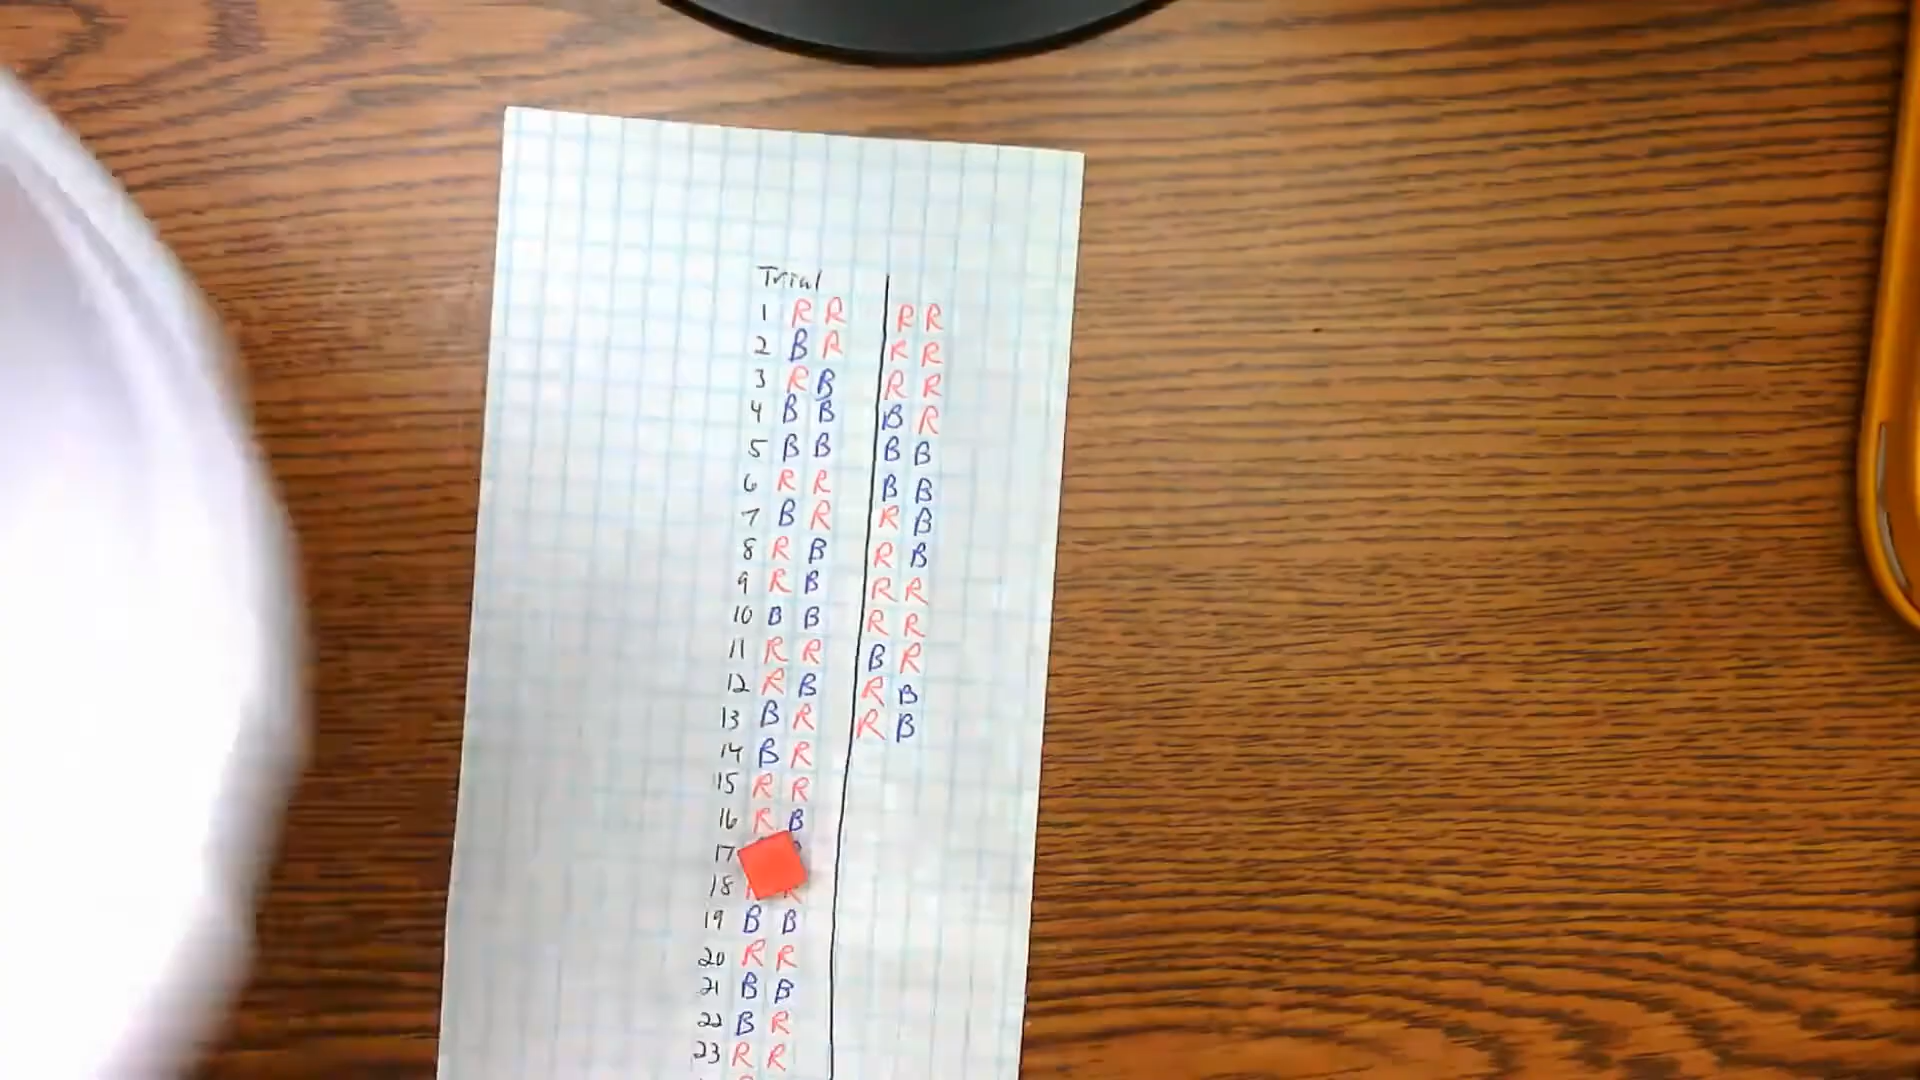 Trial
1 R R R R
2 B R R R
3 R B R R
4 B B B R
5 B B B B
6 R R B B
7 B R R B
8 R B R B
9 R B R R
10 B B R R
11 R R B R
12 R B R B
13 B R R B
14 B R
15 R R
16 R B
17
18 R R
19 B B
20 R R
21 B B
22 B R
23 R R